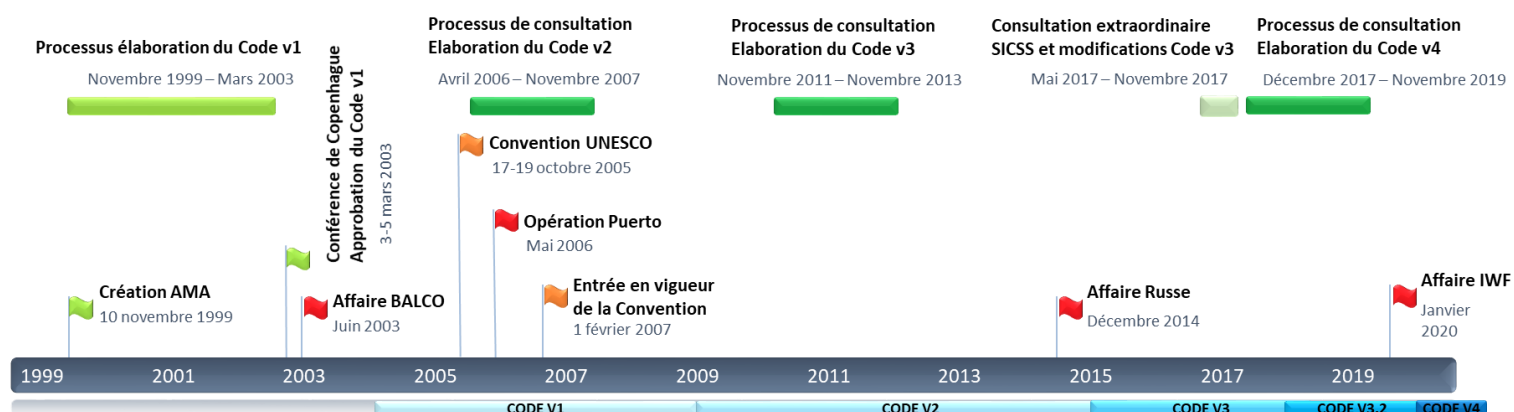 Processus élaboration du Code v1
Novembre 1999 – Mars 2003
Conférence de Copenhague
Approbation du Code v1
3-5 mars 2003
Processus de consultation
Elaboration du Code v2
Avril 2006 – Novembre 2007
Processus de consultation
Elaboration du Code v3
Novembre 2011 – Novembre 2013
Consultation extraordinaire
SICSS et modifications Code v3
Mai 2017 – Novembre 2017
Processus de consultation
Elaboration du Code v4
Décembre 2017 – Novembre 2019
Convention UNESCO
17-19 octobre 2005
Opération Puerto
Mai 2006
Création AMA
10 novembre 1999
Affaire BALCO
Juin 2003
Entrée en vigueur
de la Convention
1 février 2007
Affaire Russe
Décembre 2014
Affaire IWF
Janvier
2020
1999 2001 2003 2005 2007 2009 2011 2013 2015 2017 2019
CODE V1 CODE V2 CODE V3 CODE V3.2 CODE V4